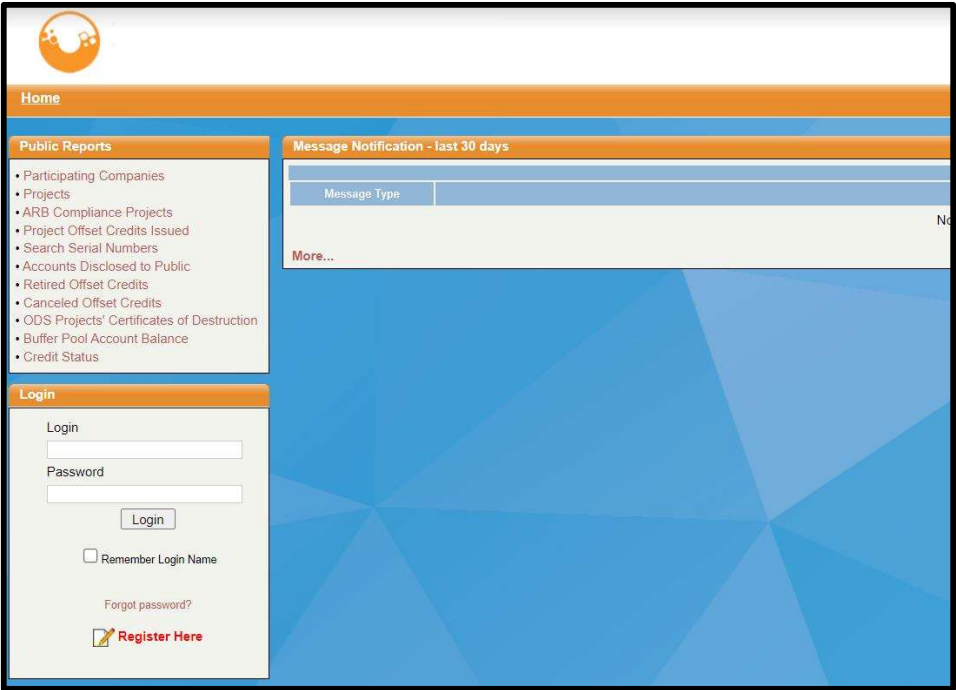 Home
Public Reports
• Participating Companies
• Projects
• ARB Compliance Projects
• Project Offset Credits Issued
• Search Serial Numbers
• Accounts Disclosed to Public
• Retired Offset Credits
• Canceled Offset Credits
• ODS Projects' Certificates of Destruction
• Buffer Pool Account Balance
• Credit Status
Login
Login
Password
Login
Remember Login Name
Forgot password?
Register Here
Message Notification - last 30 days
Message Type
More...